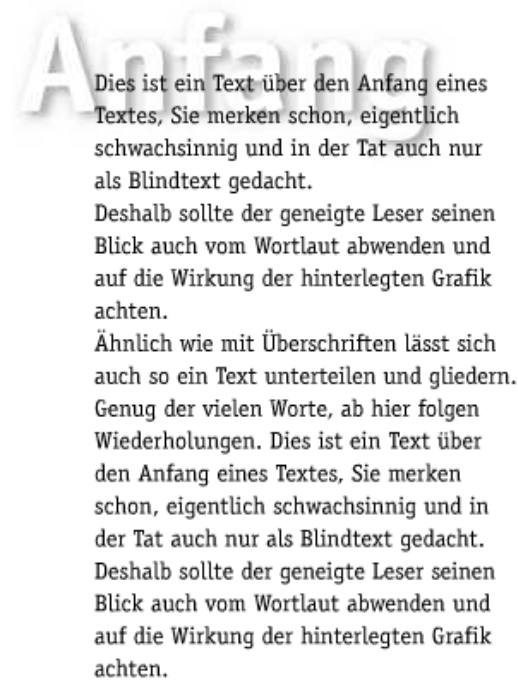 Anfang
Dies ist ein Text über den Anfang eines
Textes, Sie merken schon, eigentlich
schwachsinnig und in der Tat auch nur
als Blindtext gedacht.
Deshalb sollte der geneigte Leser seinen
Blick auch vom Wortlaut abwenden und
auf die Wirkung der hinterlegten Grafik
achten.
Ähnlich wie mit Überschriften lässt sich
auch so ein Text unterteilen und gliedern.
Genug der vielen Worte, ab hier folgen
Wiederholungen. Dies ist ein Text über
den Anfang eines Textes, Sie merken
schon, eigentlich schwachsinnig und in
der Tat auch nur als Blindtext gedacht.
Deshalb sollte der geneigte Leser seinen
Blick auch vom Wortlaut abwenden und
auf die Wirkung der hinterlegten Grafik
achten.